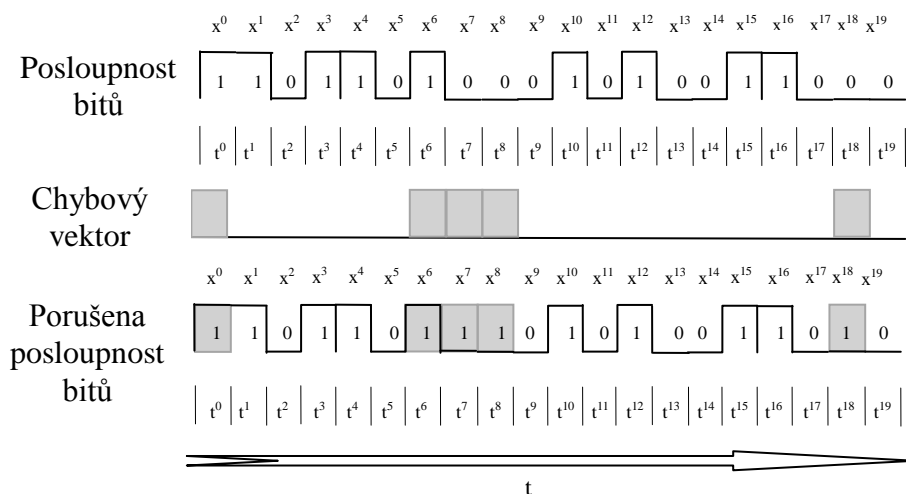 x⁰ x¹ x² x³ x⁴ x⁵ x⁶ x⁷ x⁸ x⁹ x¹⁰ x¹¹ x¹² x¹³ x¹⁴ x¹⁵ x¹⁶ x¹⁷ x¹⁸ x¹⁹
Posloupnost
bitů
1 1 0 1 1 0 1 0 0 0 1 0 1 0 0 1 1 0 0 0
t⁰ t¹ t² t³ t⁴ t⁵ t⁶ t⁷ t⁸ t⁹ t¹⁰ t¹¹ t¹² t¹³ t¹⁴ t¹⁵ t¹⁶ t¹⁷ t¹⁸ t¹⁹
Chybový
vektor
x⁰ x¹ x² x³ x⁴ x⁵ x⁶ x⁷ x⁸ x⁹ x¹⁰ x¹¹ x¹² x¹³ x¹⁴ x¹⁵ x¹⁶ x¹⁷ x¹⁸ x¹⁹
Porušena
posloupnost
bitů
1 1 0 1 1 0 1 1 1 0 1 0 1 0 0 1 1 0 1 0
t⁰ t¹ t² t³ t⁴ t⁵ t⁶ t⁷ t⁸ t⁹ t¹⁰ t¹¹ t¹² t¹³ t¹⁴ t¹⁵ t¹⁶ t¹⁷ t¹⁸ t¹⁹
t